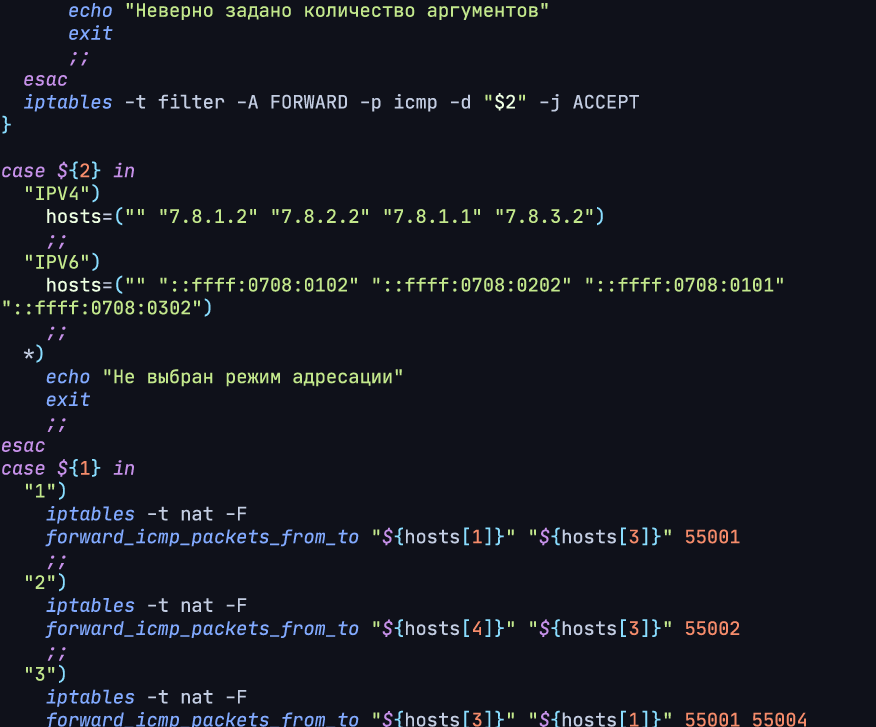 echo "Неверно задано количество аргументов"
exit
;;
esac
iptables -t filter -A FORWARD -p icmp -d "$2" -j ACCEPT
}
case ${2} in
"IPV4")
hosts=("" "7.8.1.2" "7.8.2.2" "7.8.1.1" "7.8.3.2")
;;
"IPV6")
hosts=("" "::ffff:0708:0102" "::ffff:0708:0202" "::ffff:0708:0101"
"::ffff:0708:0302")
;;
*)
echo "Не выбран режим адресации"
exit
;;
esac
case ${1} in
"1")
iptables -t nat -F
forward_icmp_packets_from_to "${hosts[1]}" "${hosts[3]}" 55001
;;
"2")
iptables -t nat -F
forward_icmp_packets_from_to "${hosts[4]}" "${hosts[3]}" 55002
;;
"3")
iptables -t nat -F
forward_icmp_packets_from_to "${hosts[3]}" "${hosts[1]}" 55001 55004